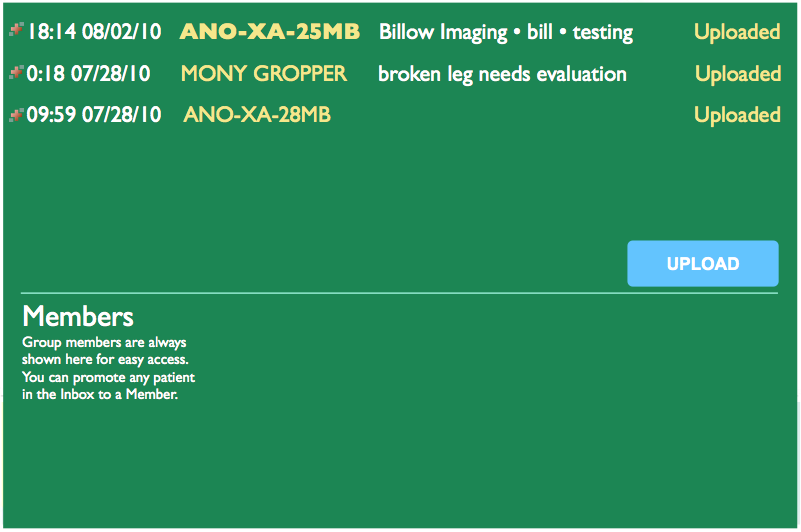 18:14 08/02/10 ANO-XA-25MB Billow Imaging • bill • testing Uploaded
0:18 07/28/10 MONY GROPPER broken leg needs evaluation Uploaded
09:59 07/28/10 ANO-XA-28MB Uploaded
UPLOAD
Members
Group members are always
shown here for easy access.
You can promote any patient
in the Inbox to a Member.